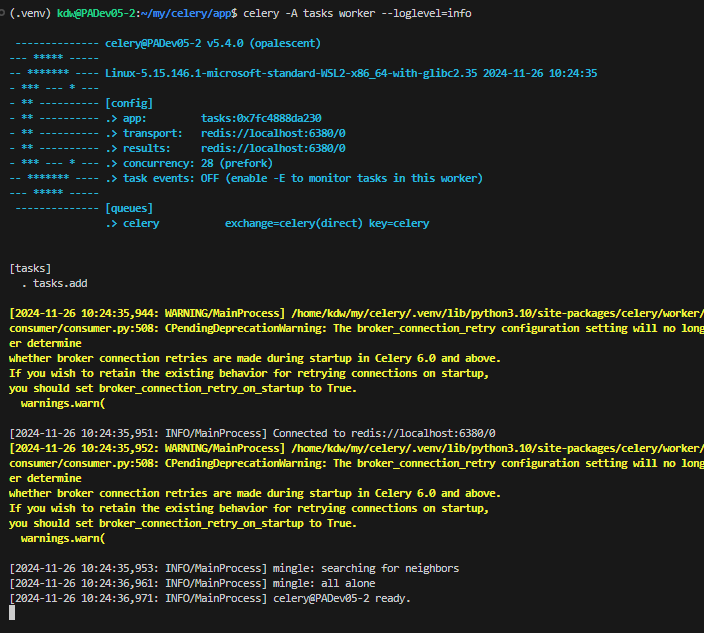 (.venv) kdw@PADev05-2:~/my/celery/app$ celery -A tasks worker --loglevel=info
 -------------- celery@PADev05-2 v5.4.0 (opalescent)
--- ***** -----
-- ******* ---- Linux-5.15.146.1-microsoft-standard-WSL2-x86_64-with-glibc2.35 2024-11-26 10:24:35
- *** --- * ---
- ** ---------- [config]
- ** ---------- .> app:         tasks:0x7fc4888da230
- ** ---------- .> transport:   redis://localhost:6380/0
- ** ---------- .> results:     redis://localhost:6380/0
- *** --- * --- .> concurrency: 28 (prefork)
-- ******* ---- .> task events: OFF (enable -E to monitor tasks in this worker)
--- ***** -----
 -------------- [queues]
                .> celery           exchange=celery(direct) key=celery
[tasks]
  . tasks.add
[2024-11-26 10:24:35,944: WARNING/MainProcess] /home/kdw/my/celery/.venv/lib/python3.10/site-packages/celery/worker/
consumer/consumer.py:508: CPendingDeprecationWarning: The broker_connection_retry configuration setting will no long
er determine
whether broker connection retries are made during startup in Celery 6.0 and above.
If you wish to retain the existing behavior for retrying connections on startup,
you should set broker_connection_retry_on_startup to True.
  warnings.warn(
[2024-11-26 10:24:35,951: INFO/MainProcess] Connected to redis://localhost:6380/0
[2024-11-26 10:24:35,952: WARNING/MainProcess] /home/kdw/my/celery/.venv/lib/python3.10/site-packages/celery/worker/
consumer/consumer.py:508: CPendingDeprecationWarning: The broker_connection_retry configuration setting will no long
er determine
whether broker connection retries are made during startup in Celery 6.0 and above.
If you wish to retain the existing behavior for retrying connections on startup,
you should set broker_connection_retry_on_startup to True.
  warnings.warn(
[2024-11-26 10:24:35,953: INFO/MainProcess] mingle: searching for neighbors
[2024-11-26 10:24:36,961: INFO/MainProcess] mingle: all alone
[2024-11-26 10:24:36,971: INFO/MainProcess] celery@PADev05-2 ready.